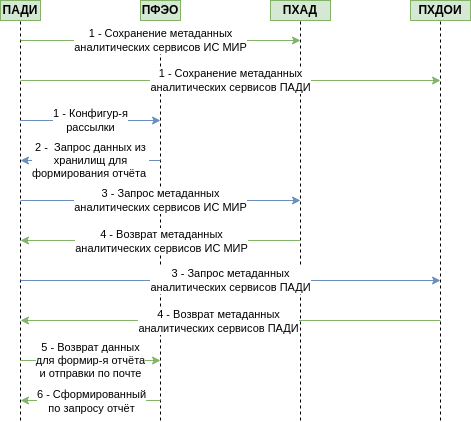 ПАДИ
ПФЭО
ПХАД
ПХДОИ
1 - Сохранение метаданных
аналитических сервисов ИС МИР
1 - Сохранение метаданных
аналитических сервисов ПАДИ
1 - Конфигур-я
рассылки
2 - Запрос данных из
хранилищ для
формирования отчёта
3 - Запрос метаданных
аналитических сервисов ИС МИР
4 - Возврат метаданных
аналитических сервисов ИС МИР
3 - Запрос метаданных
аналитических сервисов ПАДИ
4 - Возврат метаданных
аналитических сервисов ПАДИ
5 - Возврат данных
для формир-я отчёта
и отправки по почте
6 - Сформированный
по запросу отчёт